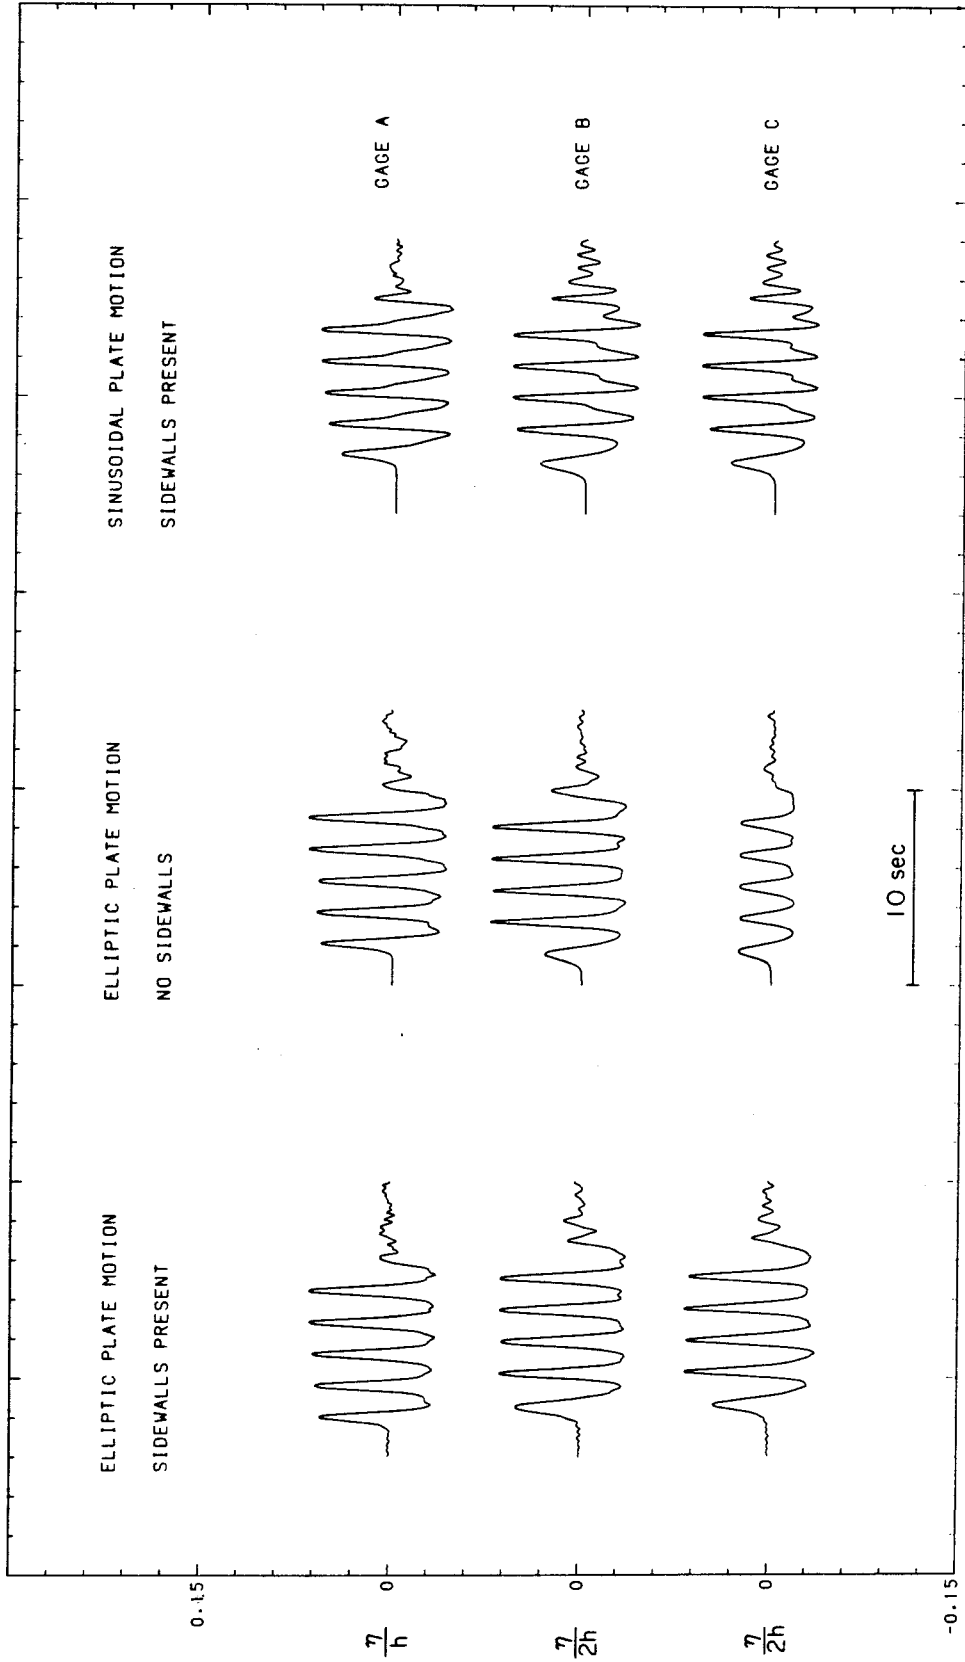 ELLIPTIC PLATE MOTION
SIDEWALLS PRESENT
ELLIPTIC PLATE MOTION
NO SIDEWALLS
SINUSOIDAL PLATE MOTION
SIDEWALLS PRESENT
0.15
η/h 0
GAGE A
η/2h 0
GAGE B
η/2h 0
GAGE C
10 sec
-0.15